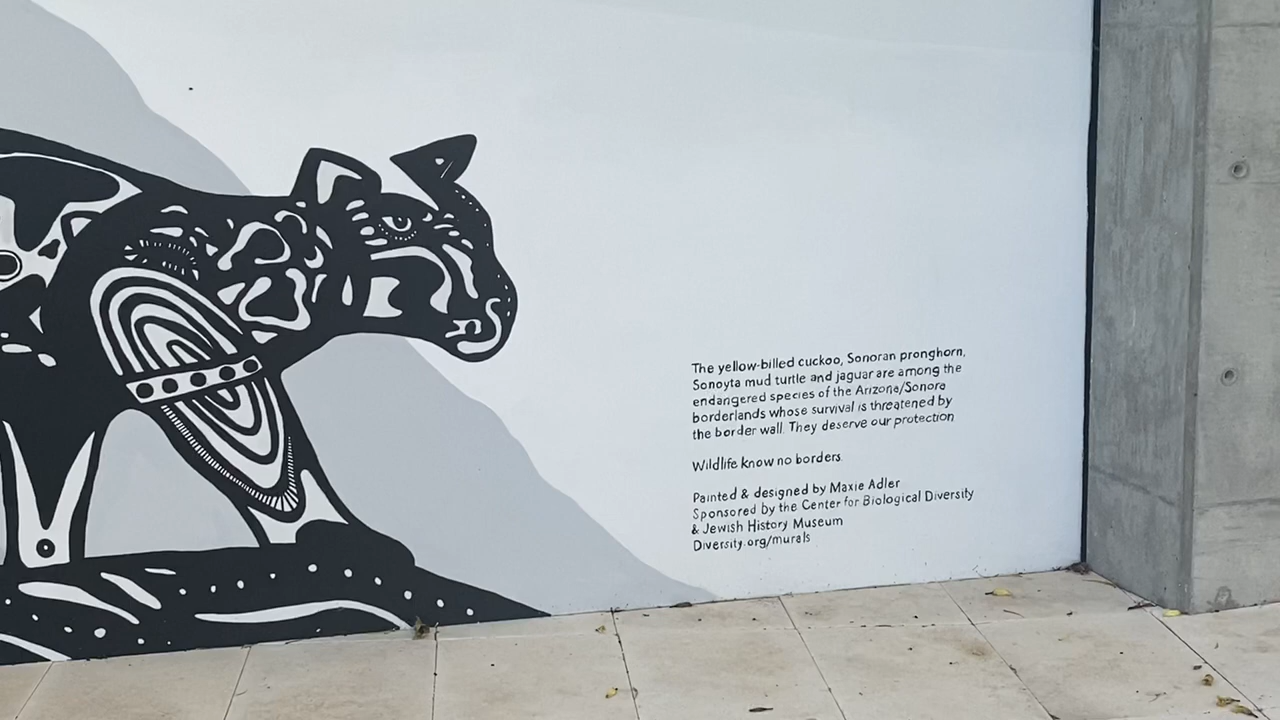 The yellow-billed cuckoo, Sonoran pronghorn,
Sonoyta mud turtle and jaguar are among the
endangered species of the Arizona/Sonora
borderlands whose survival is threatened by
the border wall. They deserve our protection.
Wildlife know no borders.
Painted & designed by Maxie Adler
Sponsored by the Center for Biological Diversity
& Jewish History Museum
Diversity.org/murals